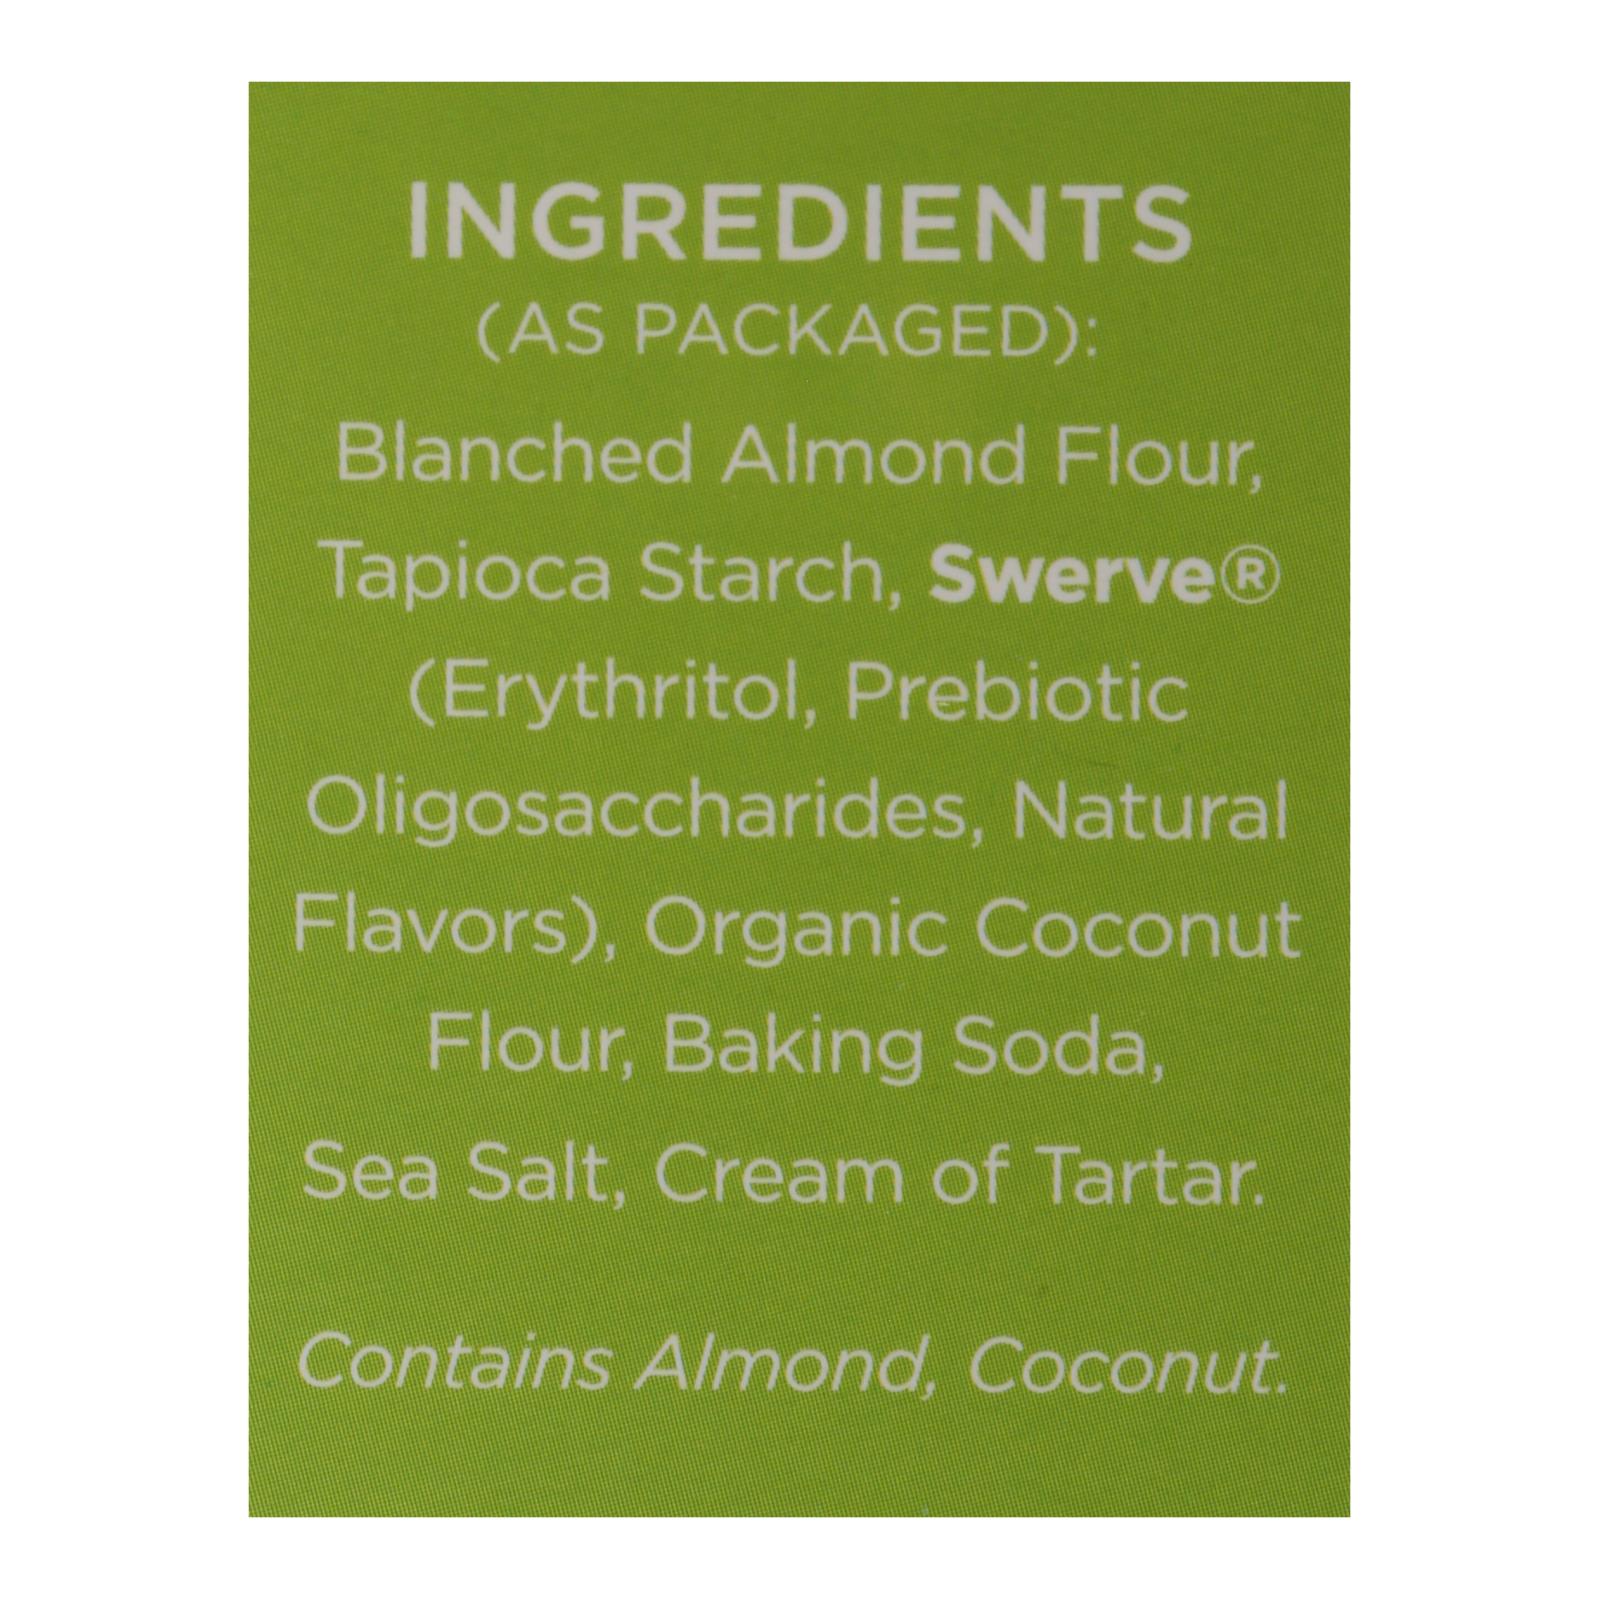 INGREDIENTS
(AS PACKAGED):
Blanched Almond Flour,
Tapioca Starch, Swerve®
(Erythritol, Prebiotic
Oligosaccharides, Natural
Flavors), Organic Coconut
Flour, Baking Soda,
Sea Salt, Cream of Tartar.
Contains Almond, Coconut.